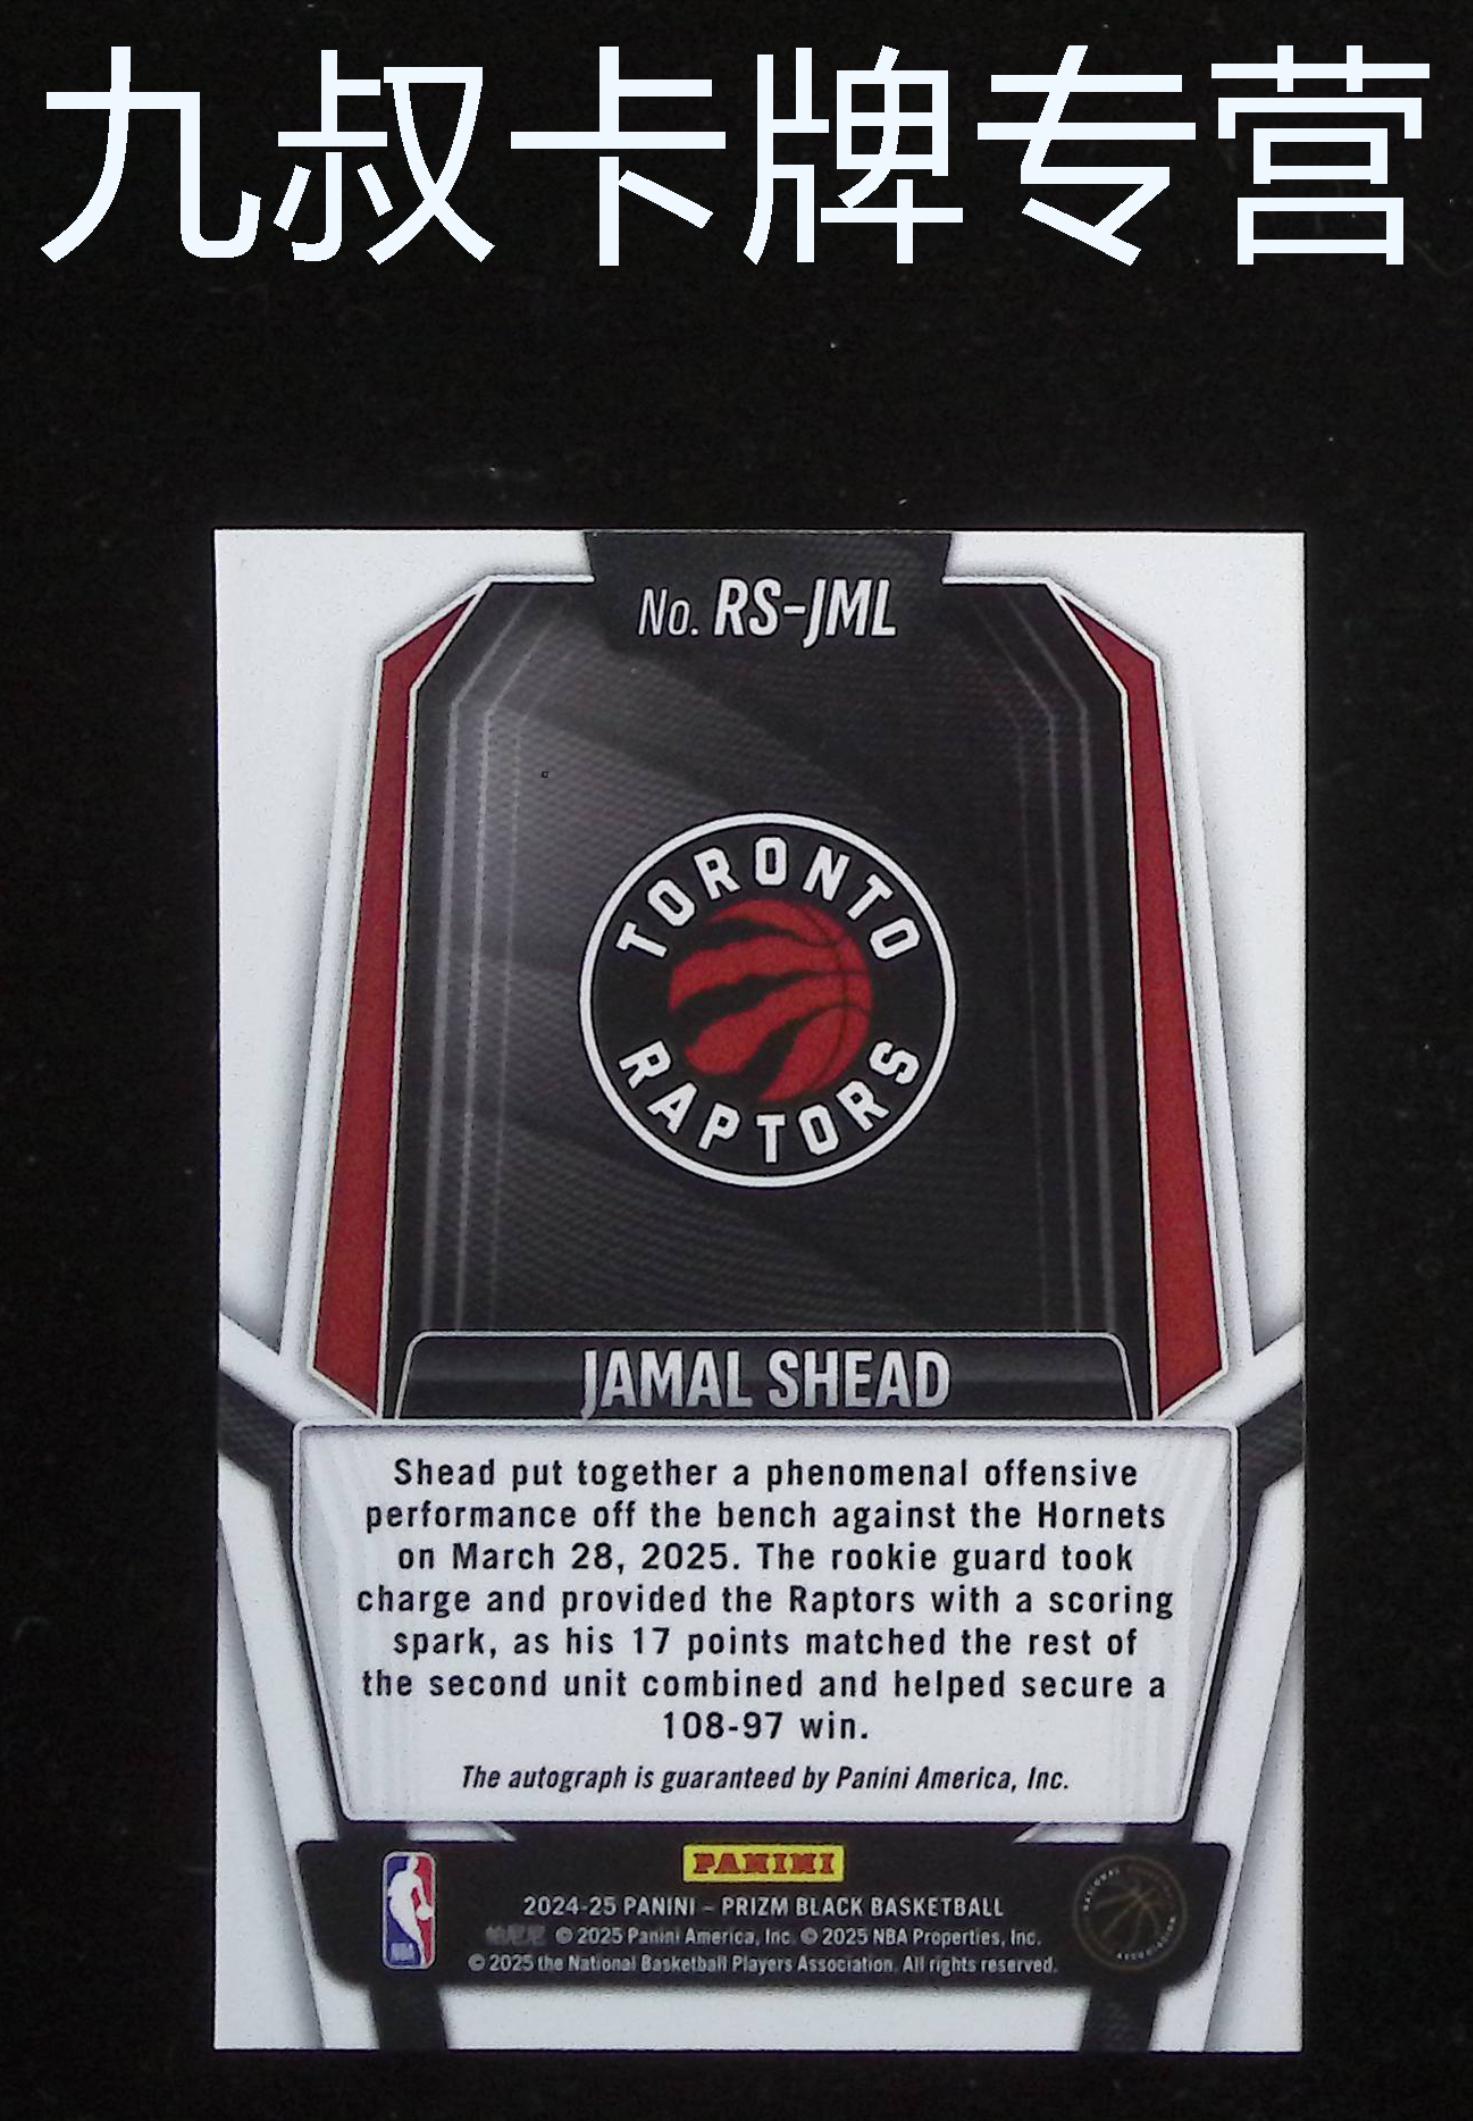 九叔卡牌专营
No. RS-JML
TORONTO
RAPTORS
JAMAL SHEAD
Shead put together a phenomenal offensive
performance off the bench against the Hornets
on March 28, 2025. The rookie guard took
charge and provided the Raptors with a scoring
spark, as his 17 points matched the rest of
the second unit combined and helped secure a
108-97 win.
The autograph is guaranteed by Panini America, Inc.
PANINI
2024-25 PANINI – PRIZM BLACK BASKETBALL
帕尼尼 © 2025 Panini America, Inc. © 2025 NBA Properties, Inc.
© 2025 the National Basketball Players Association. All rights reserved.
NBA